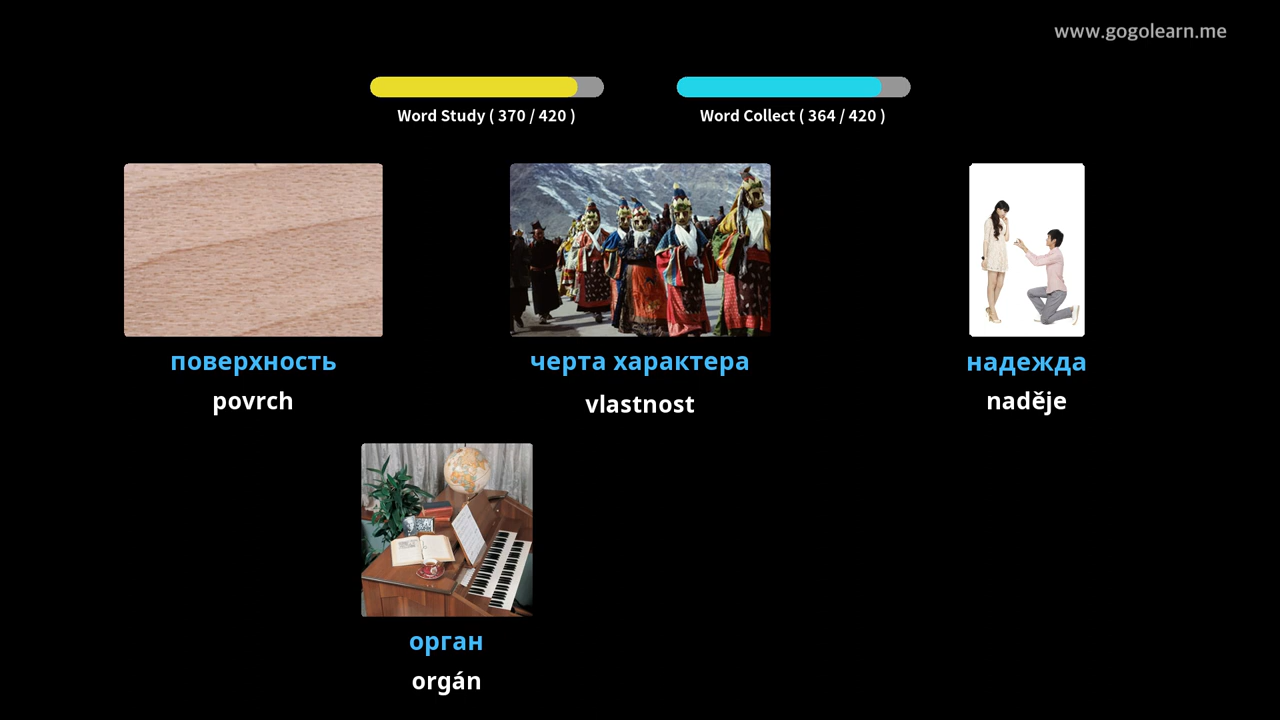 www.gogolearn.me
Word Study ( 370 / 420 )
Word Collect ( 364 / 420 )
поверхность
povrch
черта характера
vlastnost
надежда
naděje
орган
orgán